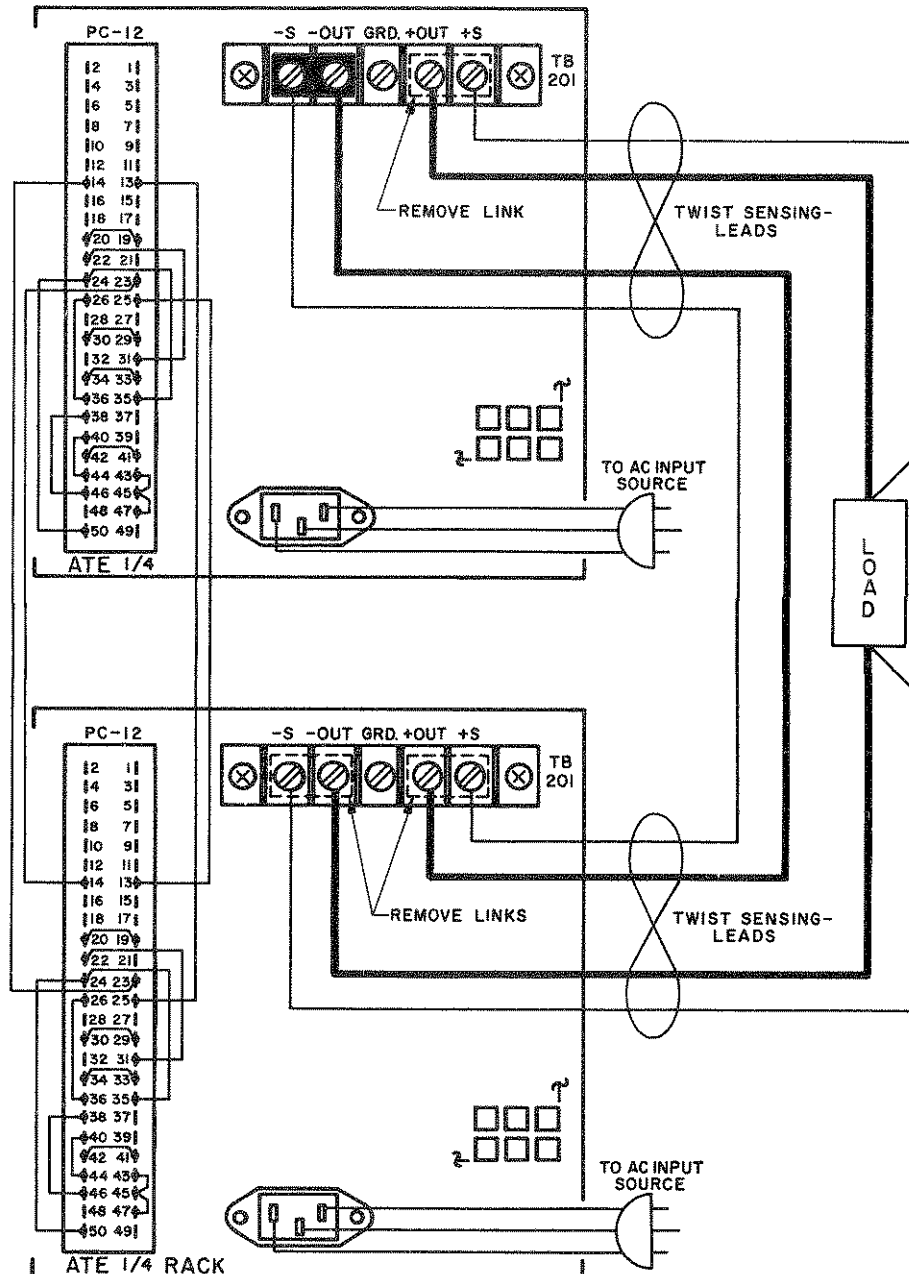 PC-12
-S -OUT GRD. +OUT +S
TB
201
2 1
4 3
6 5
8 7
10 9
12 11
14 13
16 15
18 17
20 19
22 21
24 23
26 25
28 27
30 29
32 31
34 33
36 35
38 37
40 39
42 41
44 43
46 45
48 47
50 49
ATE 1/4
REMOVE LINK
TWIST SENSING-
LEADS
TO AC INPUT
SOURCE
LOAD
PC-12
-S -OUT GRD. +OUT +S
TB
201
2 1
4 3
6 5
8 7
10 9
12 11
14 13
16 15
18 17
20 19
22 21
24 23
26 25
28 27
30 29
32 31
34 33
36 35
38 37
40 39
42 41
44 43
46 45
48 47
50 49
ATE 1/4 RACK
REMOVE LINKS
TWIST SENSING-
LEADS
TO AC INPUT
SOURCE